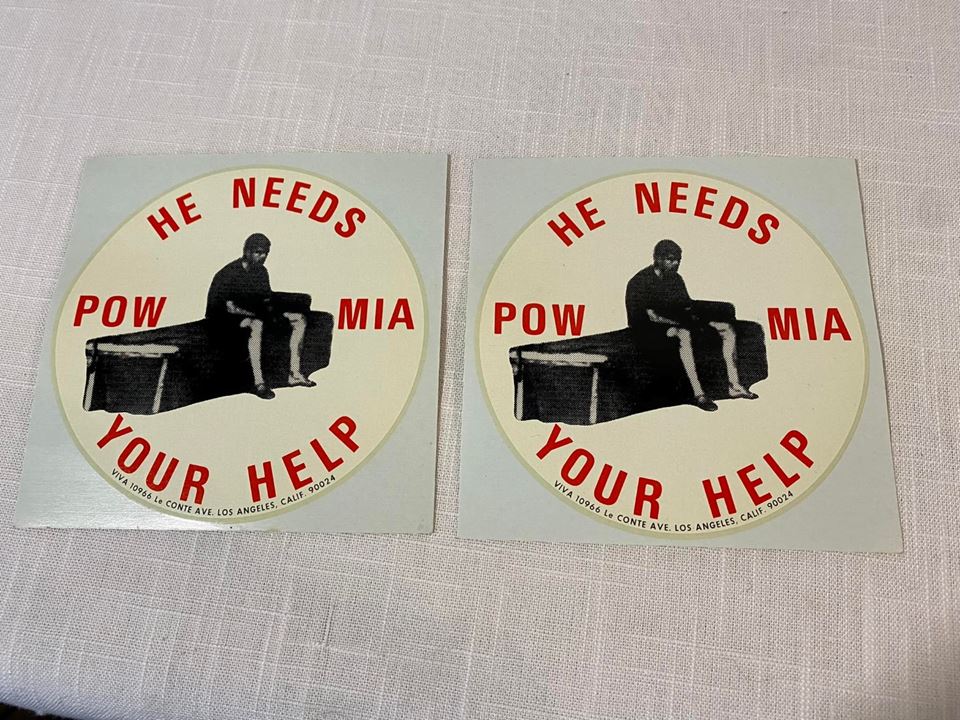 HE NEEDS
POW MIA
YOUR HELP
VIVA 10966 Le CONTE AVE. LOS ANGELES, CALIF. 90024
HE NEEDS
POW MIA
YOUR HELP
VIVA 10966 Le CONTE AVE. LOS ANGELES, CALIF. 90024